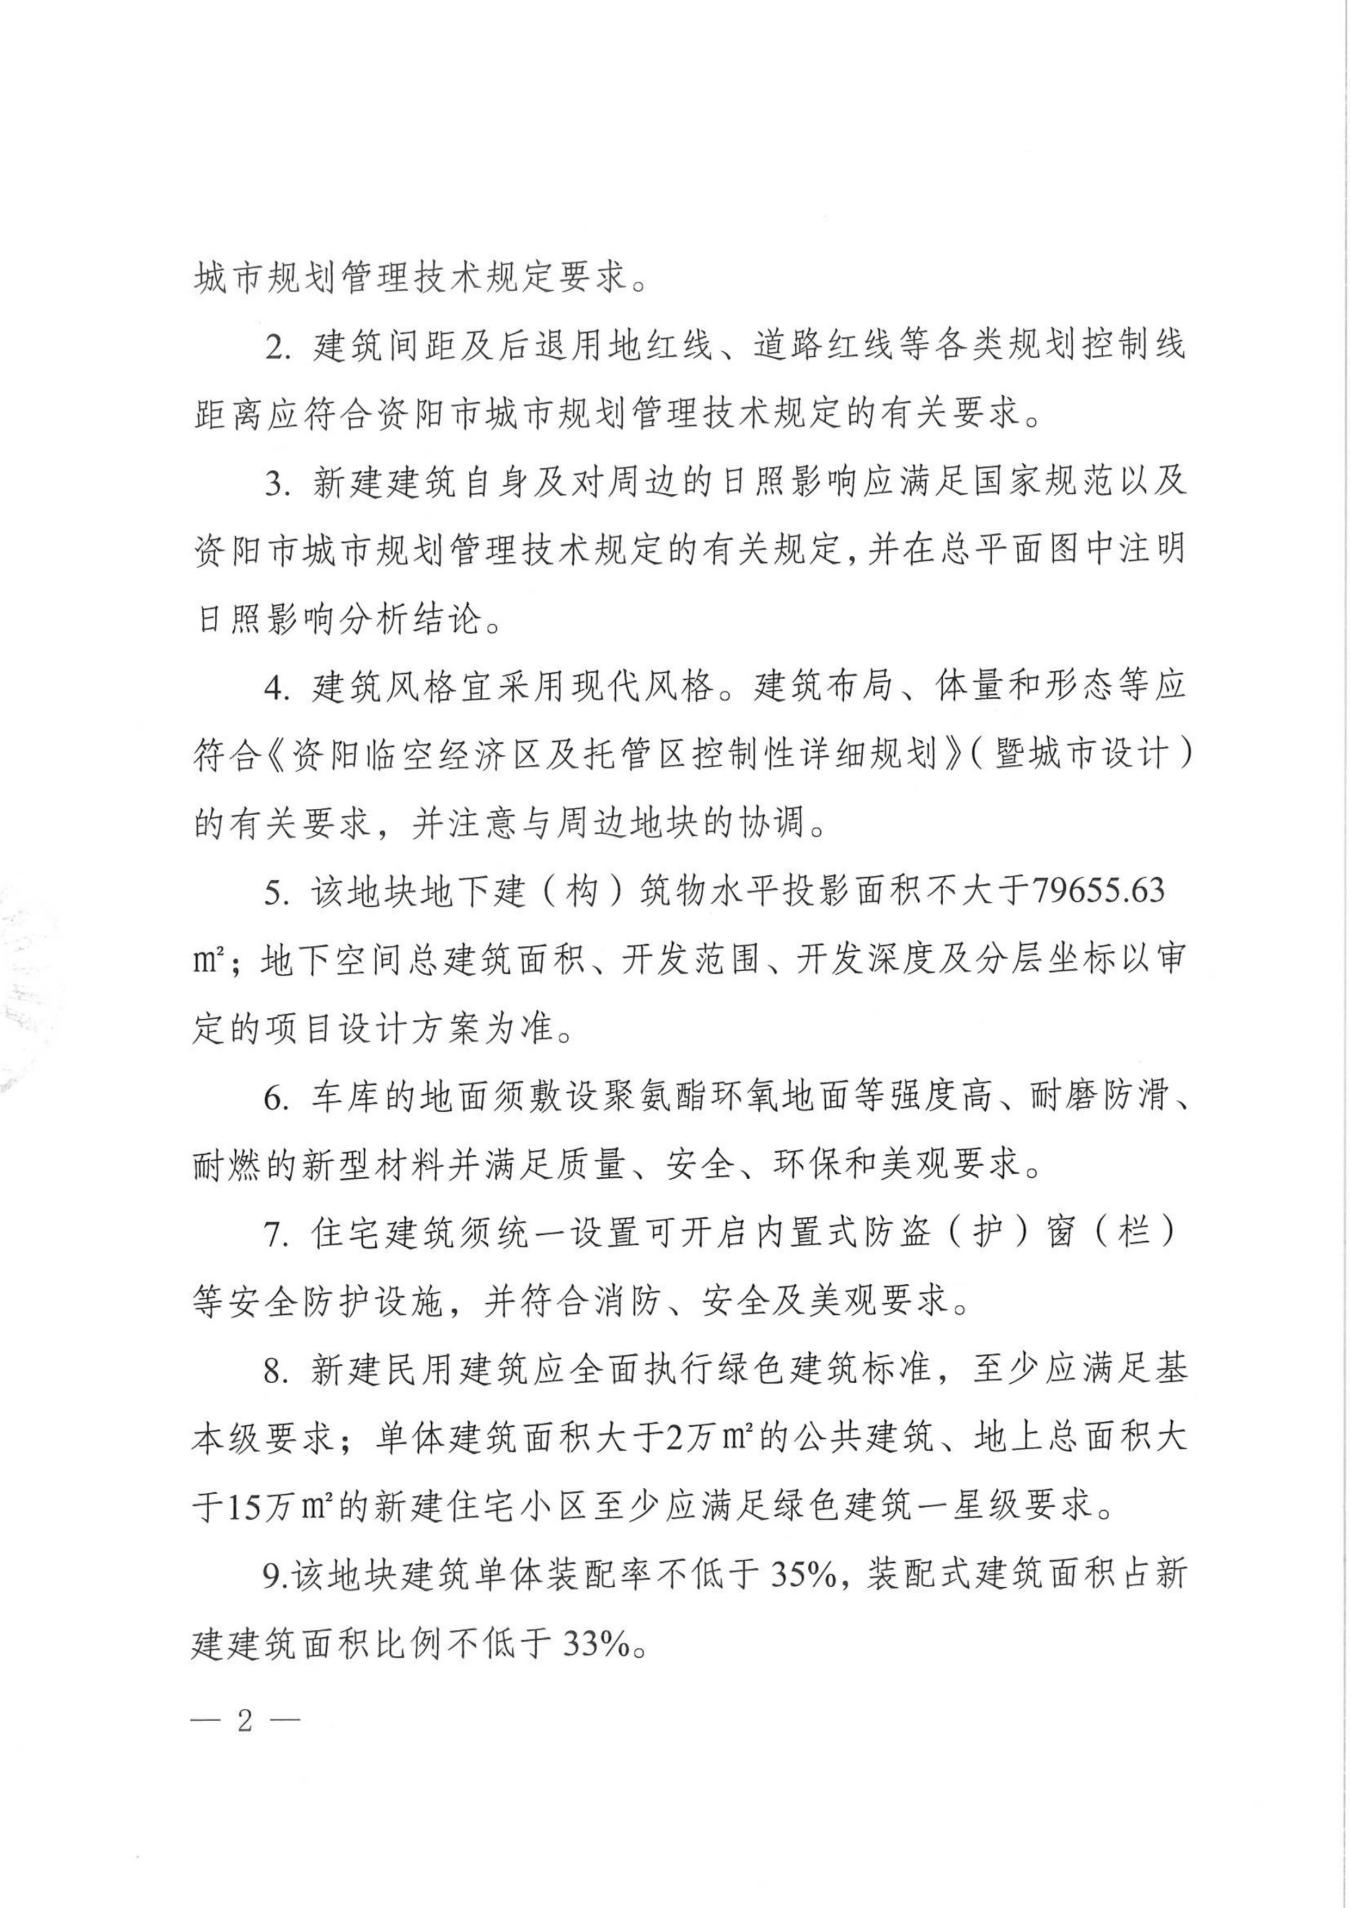 城市规划管理技术规定要求。
2. 建筑间距及后退用地红线、道路红线等各类规划控制线
距离应符合资阳市城市规划管理技术规定的有关要求。
3. 新建建筑自身及对周边的日照影响应满足国家规范以及
资阳市城市规划管理技术规定的有关规定,并在总平面图中注明
日照影响分析结论。
4. 建筑风格宜采用现代风格。建筑布局、体量和形态等应
符合《资阳临空经济区及托管区控制性详细规划》（暨城市设计）
的有关要求，并注意与周边地块的协调。
5. 该地块地下建（构）筑物水平投影面积不大于79655.63
㎡；地下空间总建筑面积、开发范围、开发深度及分层坐标以审
定的项目设计方案为准。
6. 车库的地面须敷设聚氨酯环氧地面等强度高、耐磨防滑、
耐燃的新型材料并满足质量、安全、环保和美观要求。
7. 住宅建筑须统一设置可开启内置式防盗（护）窗（栏）
等安全防护设施，并符合消防、安全及美观要求。
8. 新建民用建筑应全面执行绿色建筑标准，至少应满足基
本级要求；单体建筑面积大于2万㎡的公共建筑、地上总面积大
于15万㎡的新建住宅小区至少应满足绿色建筑一星级要求。
9.该地块建筑单体装配率不低于 35%, 装配式建筑面积占新
建建筑面积比例不低于 33%。
— 2 —